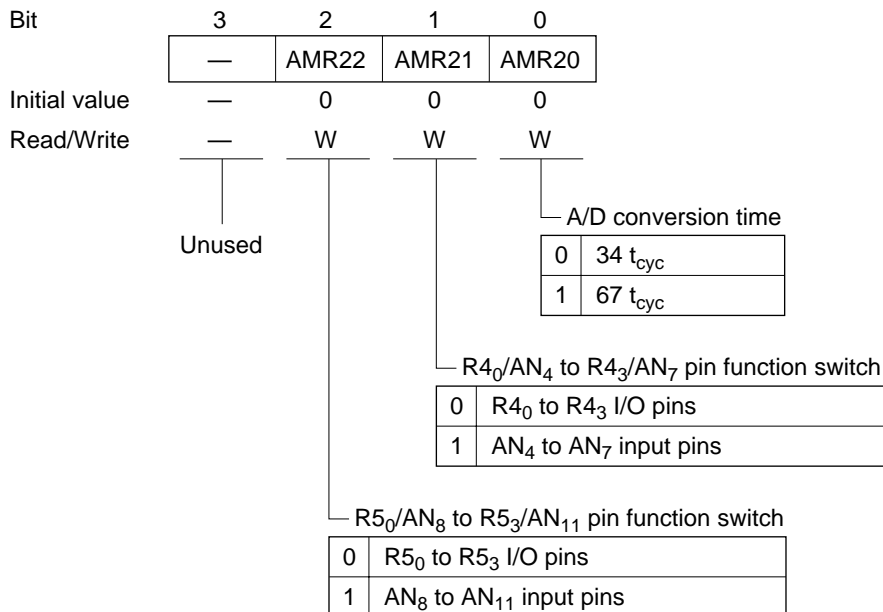 Bit 3 2 1 0
— AMR22 AMR21 AMR20
Initial value — 0 0 0
Read/Write — W W W
Unused
A/D conversion time
0 34 t_cyc
1 67 t_cyc
R4₀/AN₄ to R4₃/AN₇ pin function switch
0 R4₀ to R4₃ I/O pins
1 AN₄ to AN₇ input pins
R5₀/AN₈ to R5₃/AN₁₁ pin function switch
0 R5₀ to R5₃ I/O pins
1 AN₈ to AN₁₁ input pins